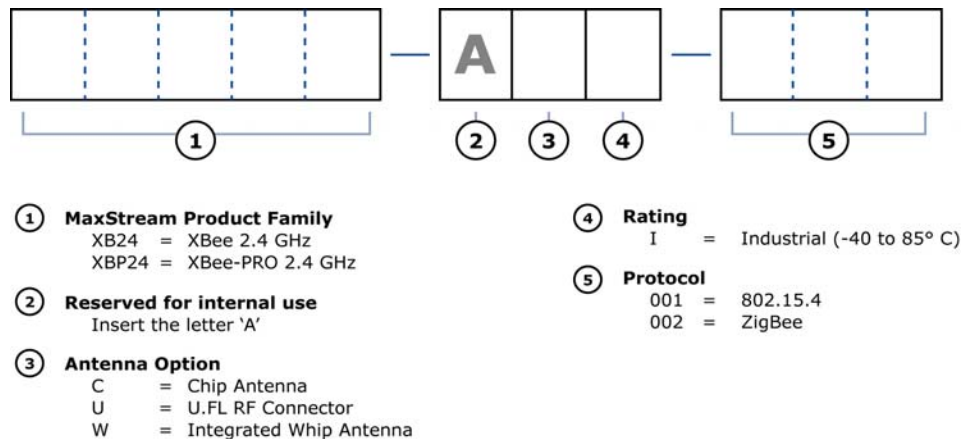 A
1
2
3
4
5
1 MaxStream Product Family
XB24 = XBee 2.4 GHz
XBP24 = XBee-PRO 2.4 GHz
2 Reserved for internal use
Insert the letter ‘A’
3 Antenna Option
C = Chip Antenna
U = U.FL RF Connector
W = Integrated Whip Antenna
4 Rating
I = Industrial (-40 to 85° C)
5 Protocol
001 = 802.15.4
002 = ZigBee